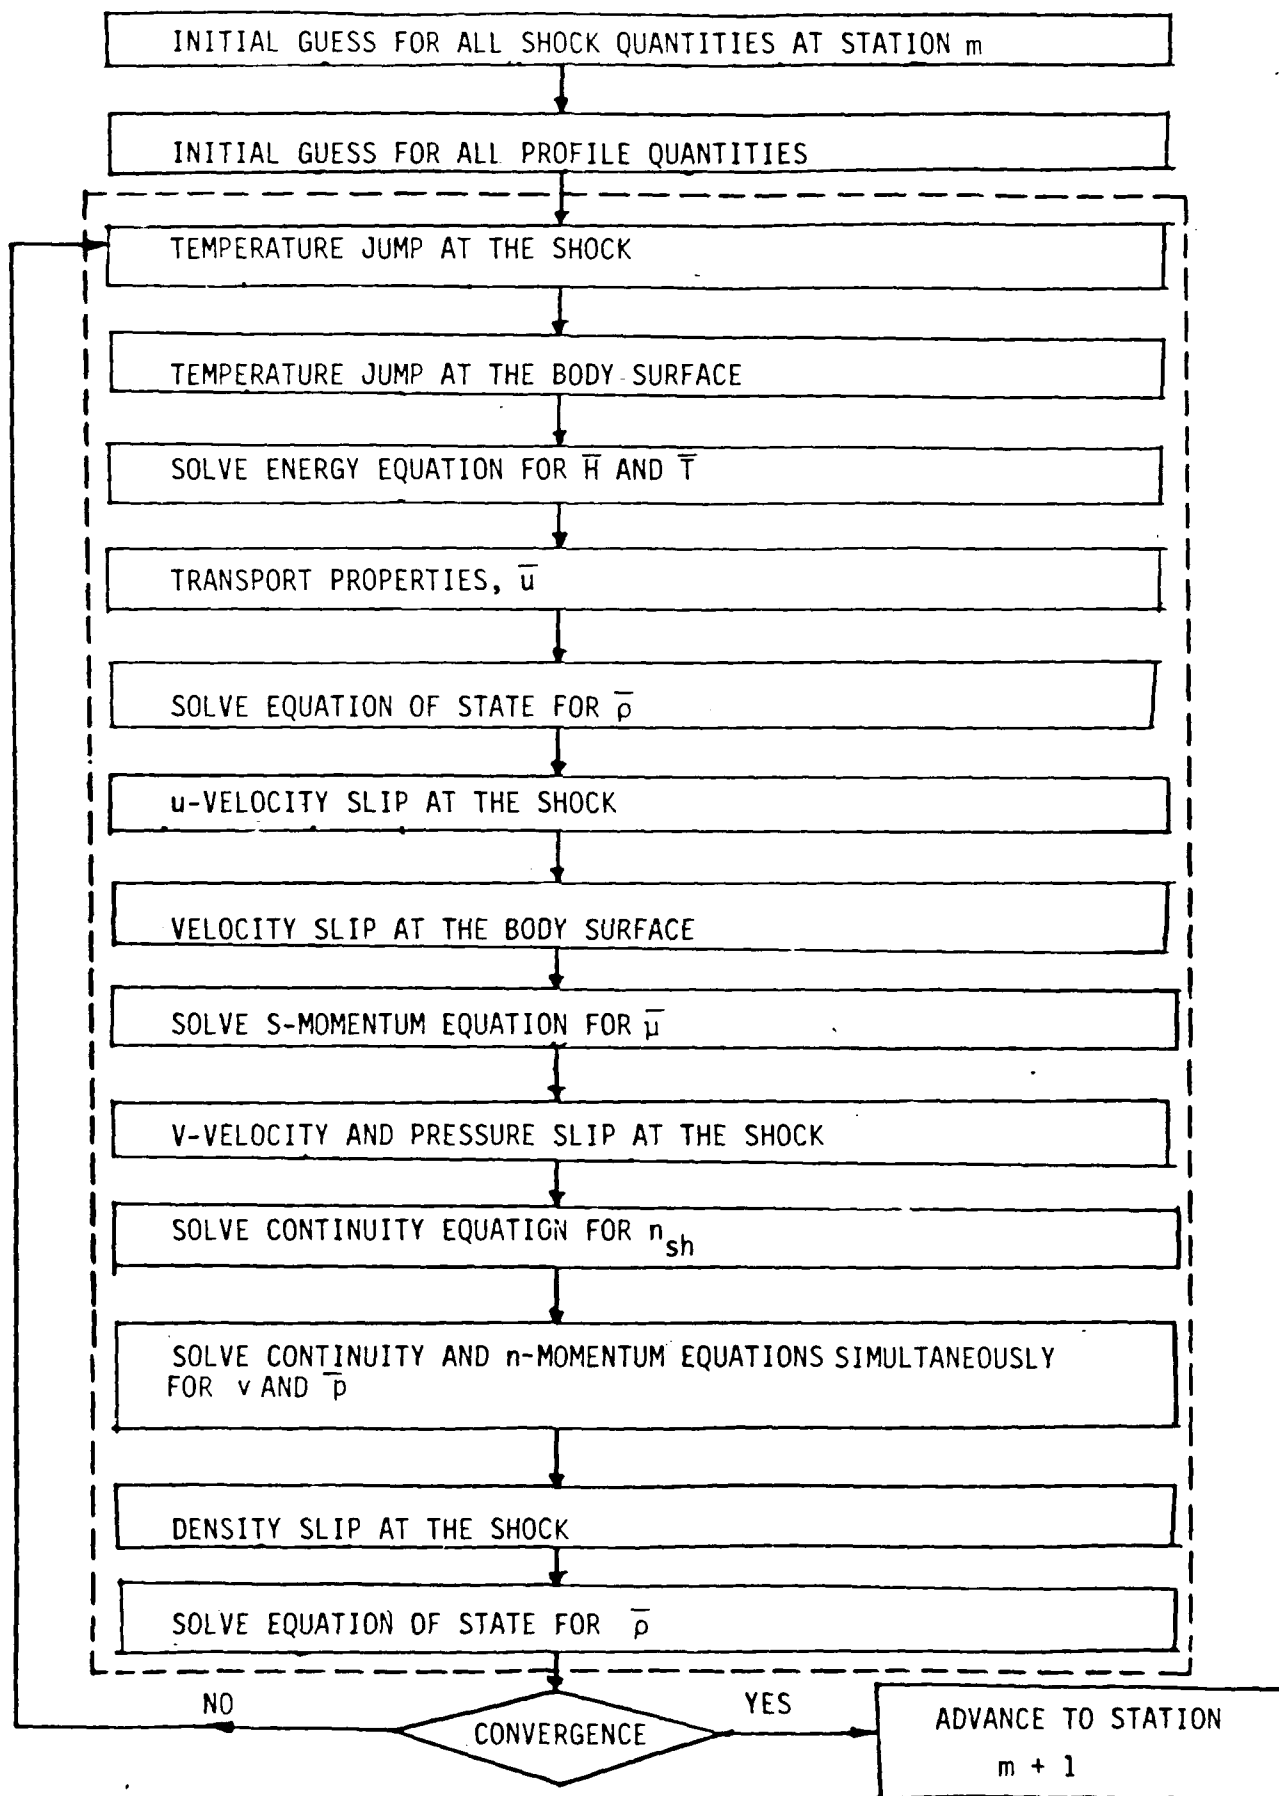 INITIAL GUESS FOR ALL SHOCK QUANTITIES AT STATION m
INITIAL GUESS FOR ALL PROFILE QUANTITIES
TEMPERATURE JUMP AT THE SHOCK
TEMPERATURE JUMP AT THE BODY SURFACE
SOLVE ENERGY EQUATION FOR H̅ AND T̅
TRANSPORT PROPERTIES, u̅
SOLVE EQUATION OF STATE FOR ρ̅
u-VELOCITY SLIP AT THE SHOCK
VELOCITY SLIP AT THE BODY SURFACE
SOLVE S-MOMENTUM EQUATION FOR μ̅
V-VELOCITY AND PRESSURE SLIP AT THE SHOCK
SOLVE CONTINUITY EQUATION FOR n_sh
SOLVE CONTINUITY AND n-MOMENTUM EQUATIONS SIMULTANEOUSLY
FOR v AND p̅
DENSITY SLIP AT THE SHOCK
SOLVE EQUATION OF STATE FOR ρ̅
NO
CONVERGENCE
YES
ADVANCE TO STATION
m + 1